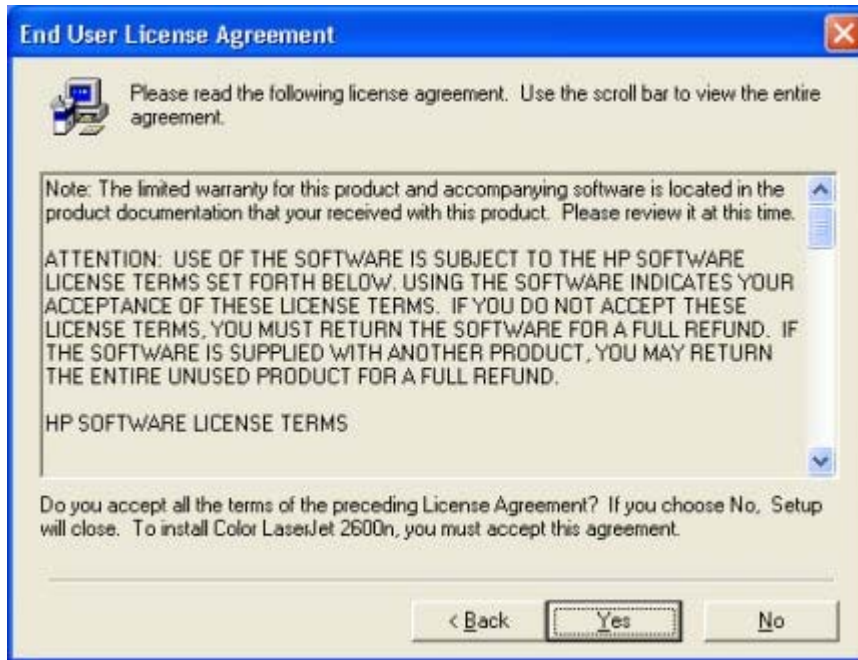 End User License Agreement
Please read the following license agreement. Use the scroll bar to view the entire
agreement.
Note: The limited warranty for this product and accompanying software is located in the
product documentation that your received with this product. Please review it at this time.
ATTENTION: USE OF THE SOFTWARE IS SUBJECT TO THE HP SOFTWARE
LICENSE TERMS SET FORTH BELOW. USING THE SOFTWARE INDICATES YOUR
ACCEPTANCE OF THESE LICENSE TERMS. IF YOU DO NOT ACCEPT THESE
LICENSE TERMS, YOU MUST RETURN THE SOFTWARE FOR A FULL REFUND. IF
THE SOFTWARE IS SUPPLIED WITH ANOTHER PRODUCT, YOU MAY RETURN
THE ENTIRE UNUSED PRODUCT FOR A FULL REFUND.
HP SOFTWARE LICENSE TERMS
Do you accept all the terms of the preceding License Agreement? If you choose No, Setup
will close. To install Color LaserJet 2600n, you must accept this agreement.
< Back Yes No